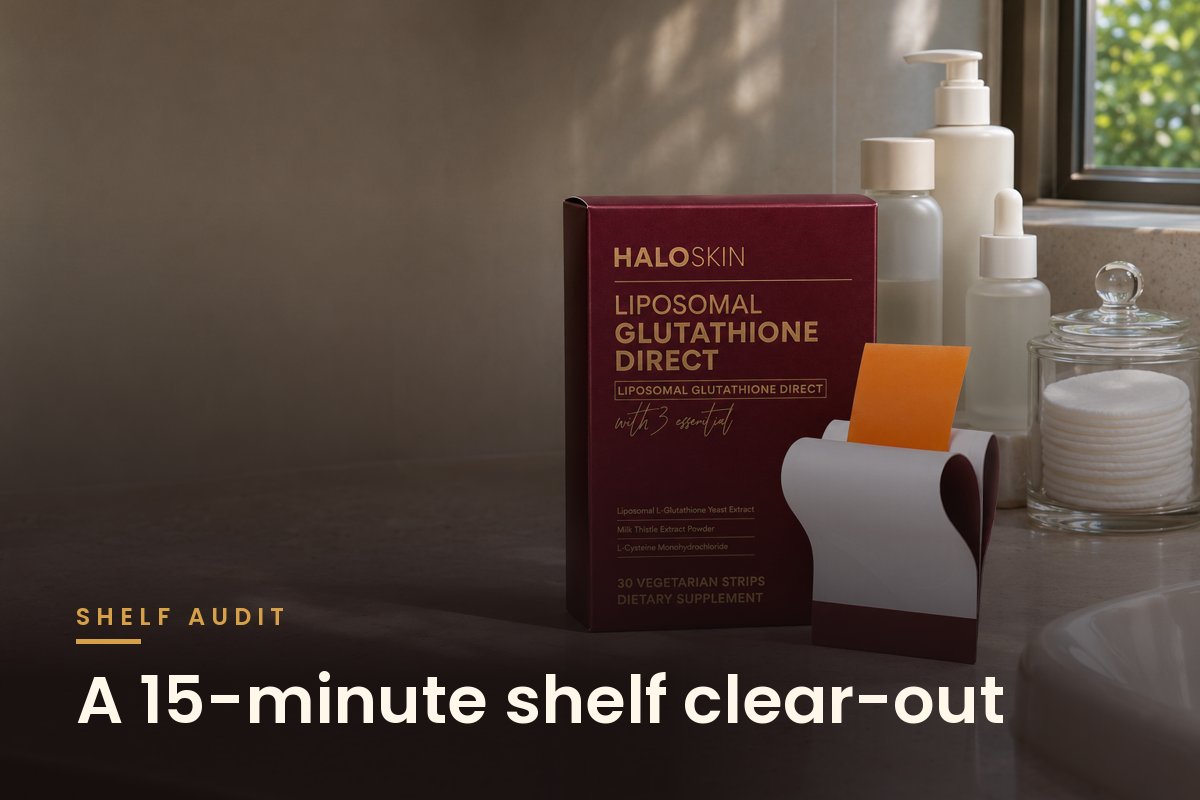 HALOSKIN
LIPOSOMAL
GLUTATHIONE
DIRECT
LIPOSOMAL GLUTATHIONE DIRECT
with 3 essential
Liposomal L-Glutathione Yeast Extract
Milk Thistle Extract Powder
L-Cysteine Monohydrochloride
30 VEGETARIAN STRIPS
DIETARY SUPPLEMENT
SHELF AUDIT
A 15-minute shelf clear-out